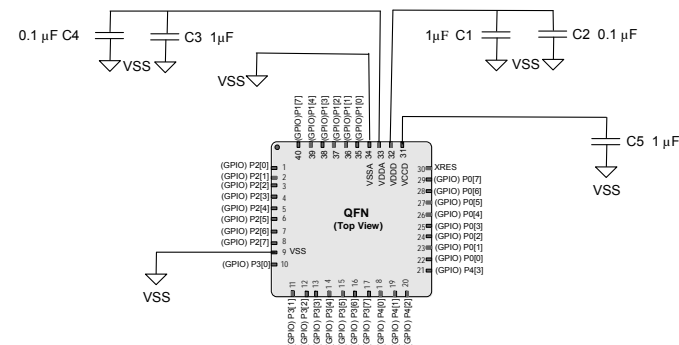 0.1 µF C4
C3 1µF
1µF C1
C2 0.1 µF
VSS
VSS
VSS
C5 1 µF
VSS
40 (GPIO)P1[7]
39 (GPIO)P1[4]
38 (GPIO)P1[3]
37 (GPIO)P1[2]
36 (GPIO)P1[1]
35 (GPIO)P1[0]
34 VSSA
33 VDDA
32 VDDD
31 VCCD
(GPIO) P2[0] 1
(GPIO) P2[1] 2
(GPIO) P2[2] 3
(GPIO) P2[3] 4
(GPIO) P2[4] 5
(GPIO) P2[5] 6
(GPIO) P2[6] 7
(GPIO) P2[7] 8
9 VSS
(GPIO) P3[0] 10
VSS
QFN
(Top View)
30 XRES
29 (GPIO) P0[7]
28 (GPIO) P0[6]
27 (GPIO) P0[5]
26 (GPIO) P0[4]
25 (GPIO) P0[3]
24 (GPIO) P0[2]
23 (GPIO) P0[1]
22 (GPIO) P0[0]
21 (GPIO) P4[3]
11 GPIO) P3[1]
12 GPIO) P3[2]
13 GPIO) P3[3]
14 GPIO) P3[4]
15 GPIO) P3[5]
16 GPIO) P3[6]
17 GPIO) P3[7]
18 GPIO) P4[0]
19 GPIO) P4[1]
20 GPIO) P4[2]